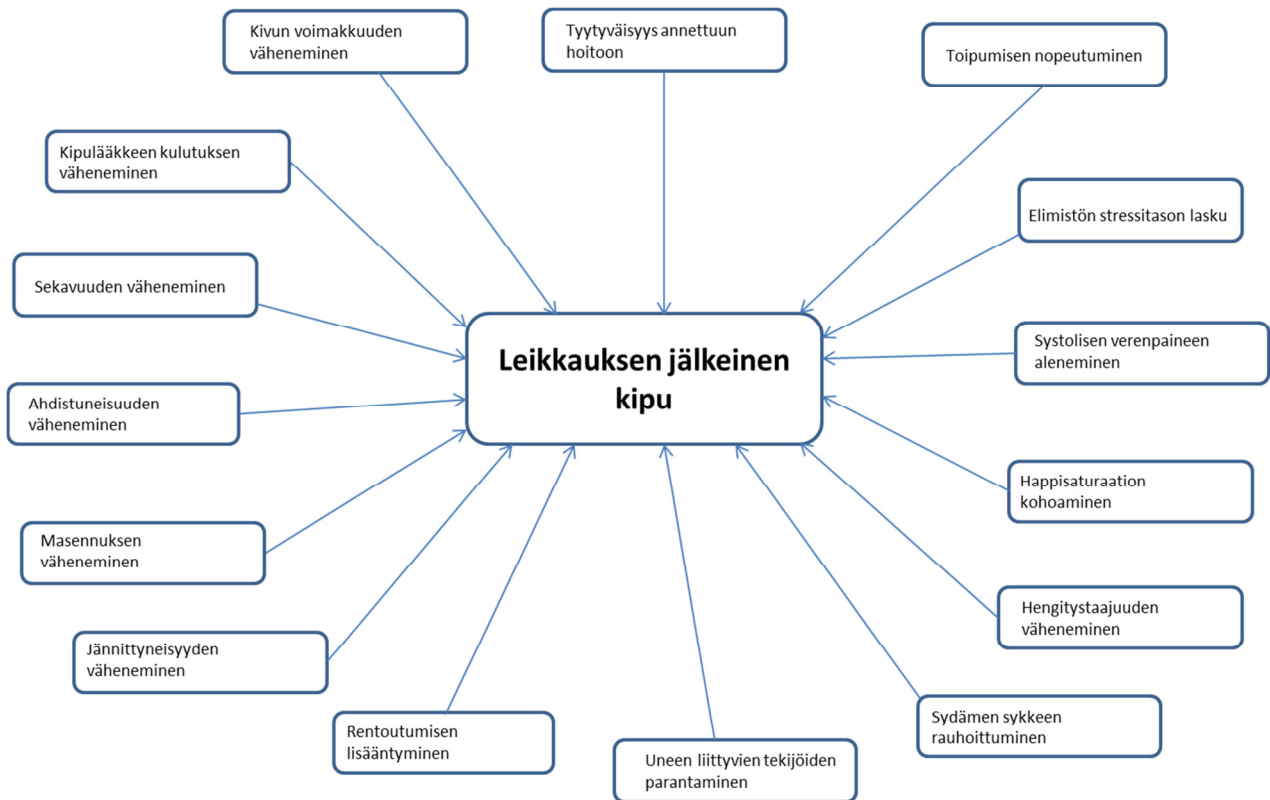 Kivun voimakkuuden
väheneminen
Tyytyväisyys annettuun
hoitoon
Toipumisen nopeutuminen
Kipulääkkeen kulutuksen
väheneminen
Elimistön stressitason lasku
Sekavuuden väheneminen
Systolisen verenpaineen
aleneminen
Leikkauksen jälkeinen
kipu
Ahdistuneisuuden
väheneminen
Happisaturaation
kohoaminen
Masennuksen
väheneminen
Hengitystaajuuden
väheneminen
Jännittyneisyyden
väheneminen
Sydämen sykkeen
rauhoittuminen
Rentoutumisen
lisääntyminen
Uneen liittyvien tekijöiden
parantaminen